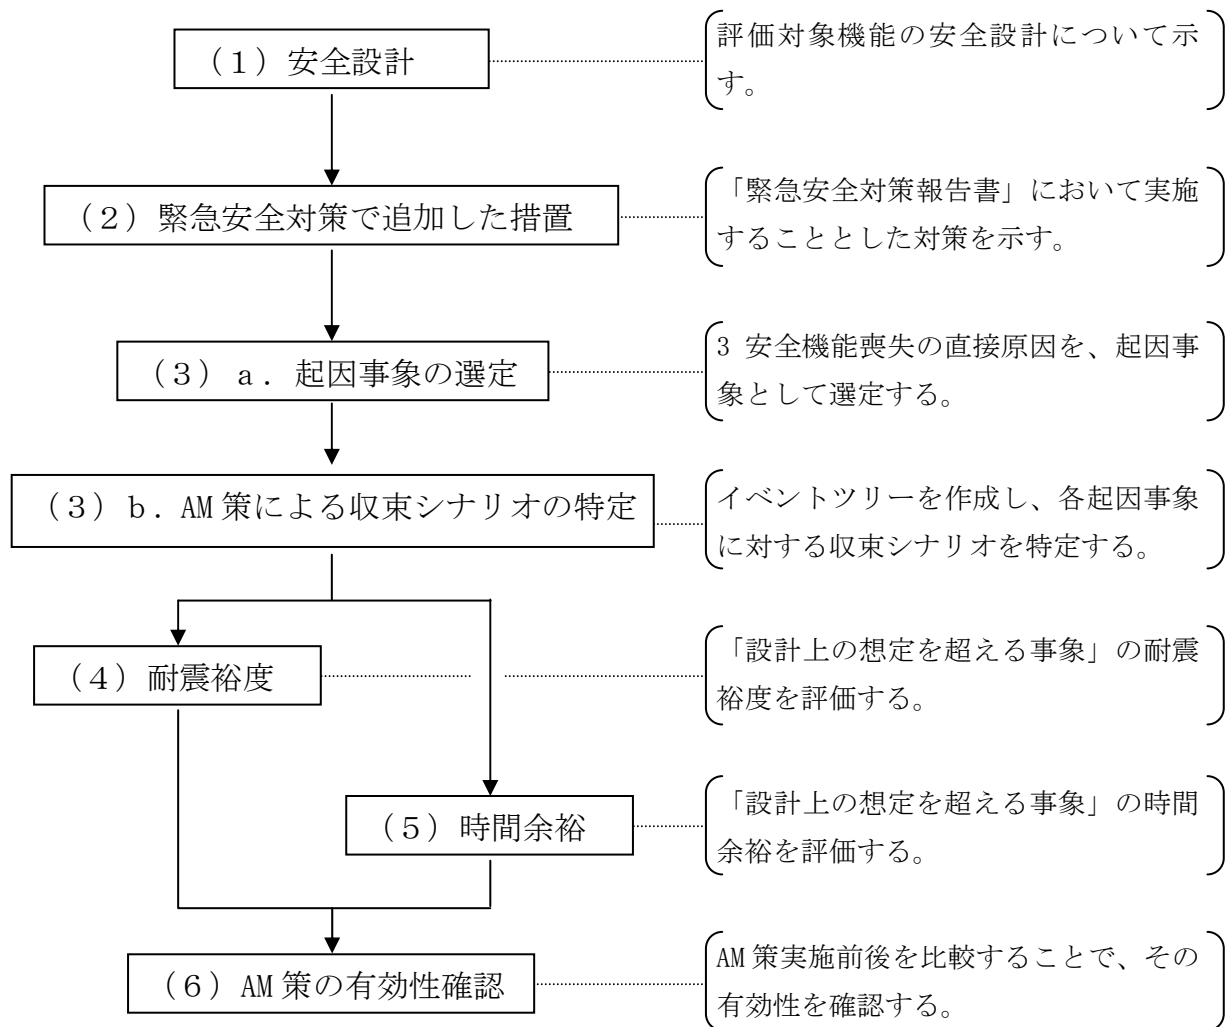 （１）安全設計
評価対象機能の安全設計について示
す。
（２）緊急安全対策で追加した措置
「緊急安全対策報告書」において実施
することとした対策を示す。
（３）ａ．起因事象の選定
3 安全機能喪失の直接原因を、起因事
象として選定する。
（３）ｂ．AM 策による収束シナリオの特定
イベントツリーを作成し、各起因事象
に対する収束シナリオを特定する。
（４）耐震裕度
「設計上の想定を超える事象」の耐震
裕度を評価する。
（５）時間余裕
「設計上の想定を超える事象」の時間
余裕を評価する。
（６）AM 策の有効性確認
AM 策実施前後を比較することで、その
有効性を確認する。